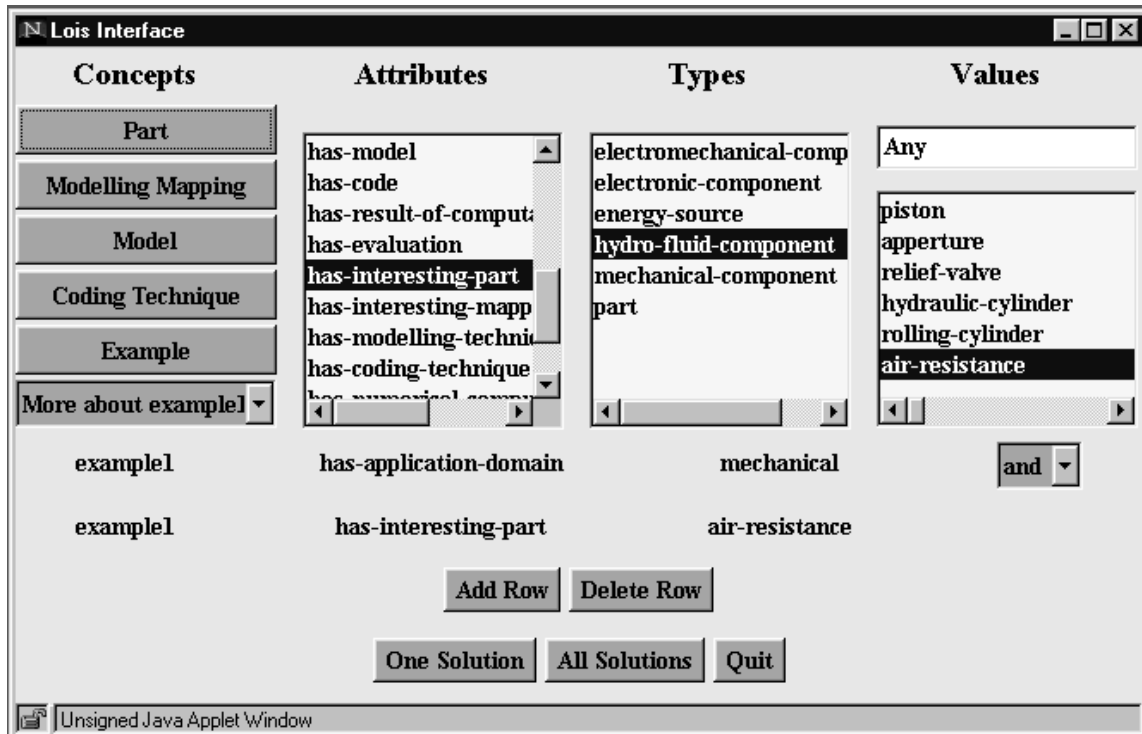 N Lois Interface
Concepts Attributes Types Values
Part
Modelling Mapping
Model
Coding Technique
Example
More about example1
has-model
has-code
has-result-of-computa
has-evaluation
has-interesting-part
has-interesting-mapp
has-modelling-techni
has-coding-technique
has-numerical-compu
electromechanical-comp
electronic-component
energy-source
hydro-fluid-component
mechanical-component
part
Any
piston
apperture
relief-valve
hydraulic-cylinder
rolling-cylinder
air-resistance
example1 has-application-domain mechanical and
example1 has-interesting-part air-resistance
Add Row Delete Row
One Solution All Solutions Quit
Unsigned Java Applet Window